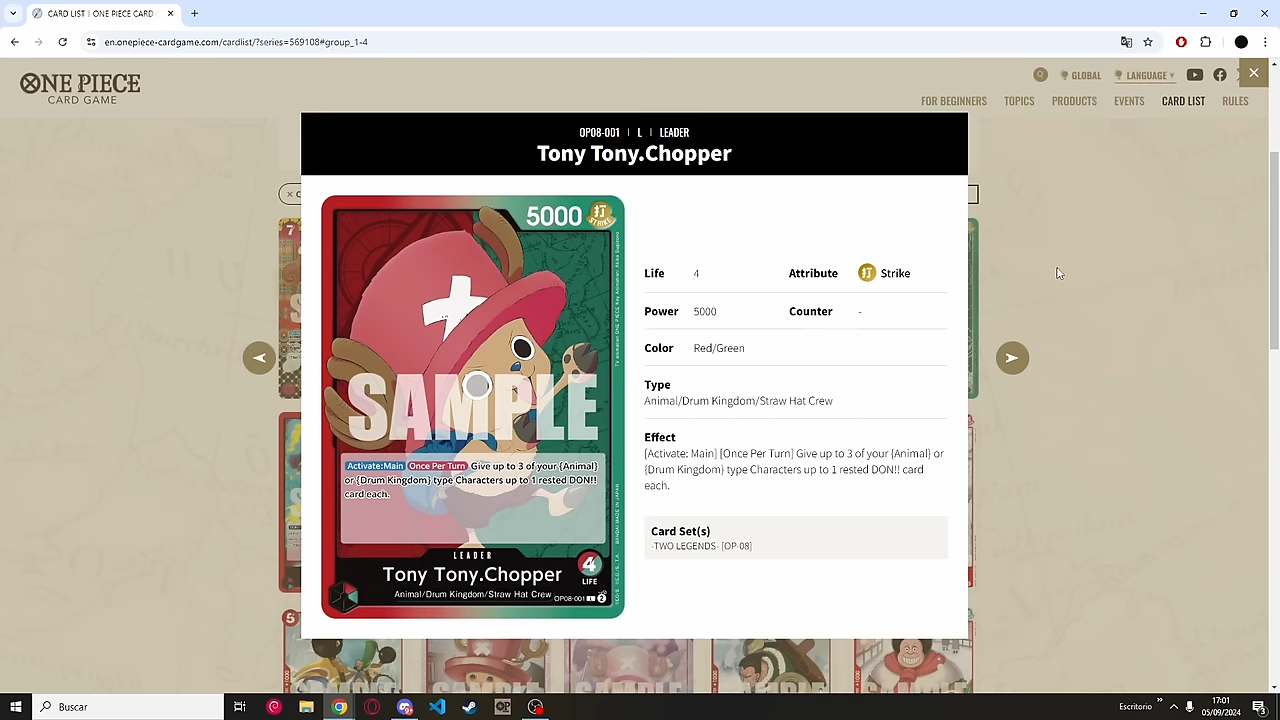 CARD LIST | ONE PIECE CARD
en.onepiece-cardgame.com/cardlist/?series=569108#group_1-4
ONE PIECE
CARD GAME
GLOBAL
LANGUAGE
FOR BEGINNERS
TOPICS
PRODUCTS
EVENTS
CARD LIST
RULES
OP08-001 | L | LEADER
Tony Tony.Chopper
7
5000 打
STRIKE
SAMPLE
Activate:Main Once Per Turn Give up to 3 of your {Animal}
or {Drum Kingdom} type Characters up to 1 rested DON!!
card each.
LEADER
Tony Tony.Chopper
4
LIFE
Animal/Drum Kingdom/Straw Hat Crew OP08-001 L
Life 4 Attribute 打 Strike
Power 5000 Counter -
Color Red/Green
Type
Animal/Drum Kingdom/Straw Hat Crew
Effect
[Activate: Main] [Once Per Turn] Give up to 3 of your {Animal} or
{Drum Kingdom} type Characters up to 1 rested DON!! card
each.
Card Set(s)
-TWO LEGENDS- [OP-08]
5
Buscar
OP
Escritorio
17:01
05/09/2024